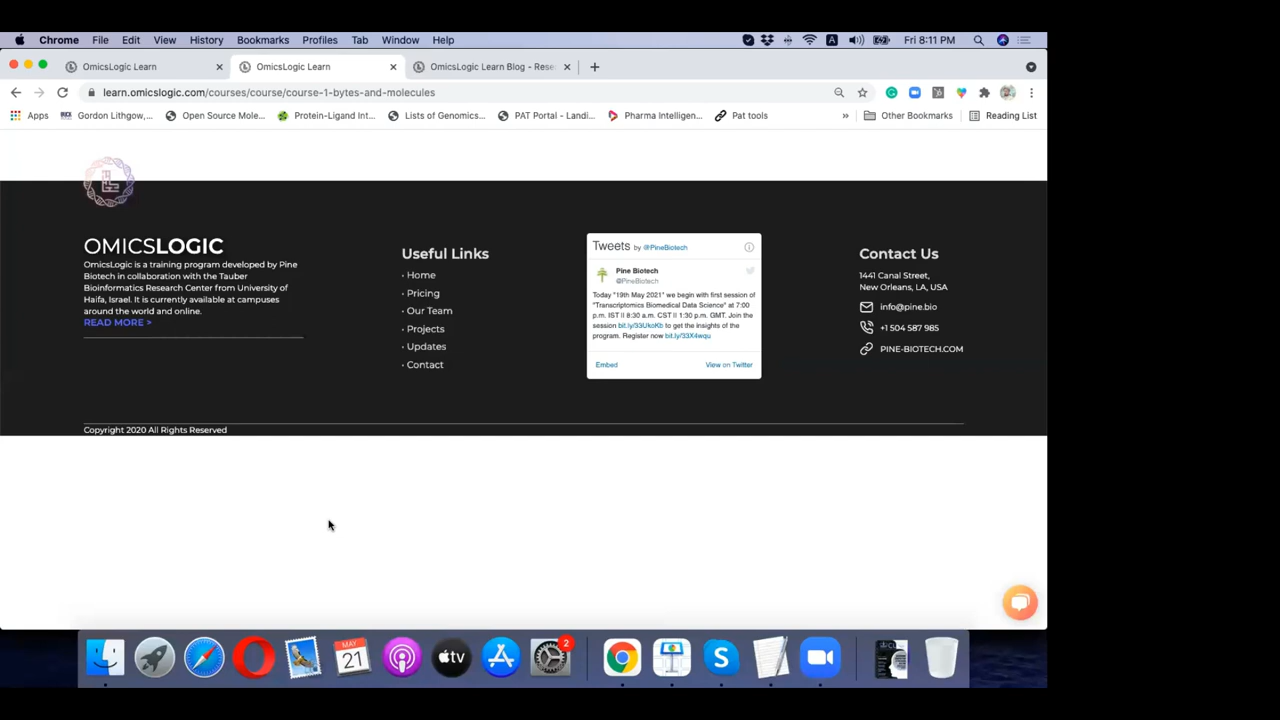 Chrome File Edit View History Bookmarks Profiles Tab Window Help A Fri 8:11 PM
OmicsLogic Learn OmicsLogic Learn OmicsLogic Learn Blog - Rese
learn.omicslogic.com/courses/course/course-1-bytes-and-molecules
Apps Gordon Lithgow,... Open Source Mole... Protein-Ligand Int... Lists of Genomics... PAT Portal - Landi... Pharma Intelligen... Pat tools » Other Bookmarks Reading List
OMICSLOGIC
OmicsLogic is a training program developed by Pine
Biotech in collaboration with the Tauber
Bioinformatics Research Center from University of
Haifa, Israel. It is currently available at campuses
around the world and online.
READ MORE >
Useful Links
· Home
· Pricing
· Our Team
· Projects
· Updates
· Contact
Tweets by @PineBiotech
Pine Biotech
@PineBiotech
Today "19th May 2021" we begin with first session of
"Transcriptomics Biomedical Data Science" at 7:00
p.m. IST II 8:30 a.m. CST II 1:30 p.m. GMT. Join the
session bit.ly/33UkoKb to get the insights of the
program. Register now bit.ly/33X4wqu
Embed View on Twitter
Contact Us
1441 Canal Street,
New Orleans, LA, USA
info@pine.bio
+1 504 587 985
PINE-BIOTECH.COM
Copyright 2020 All Rights Reserved
MAY
21
tv
2